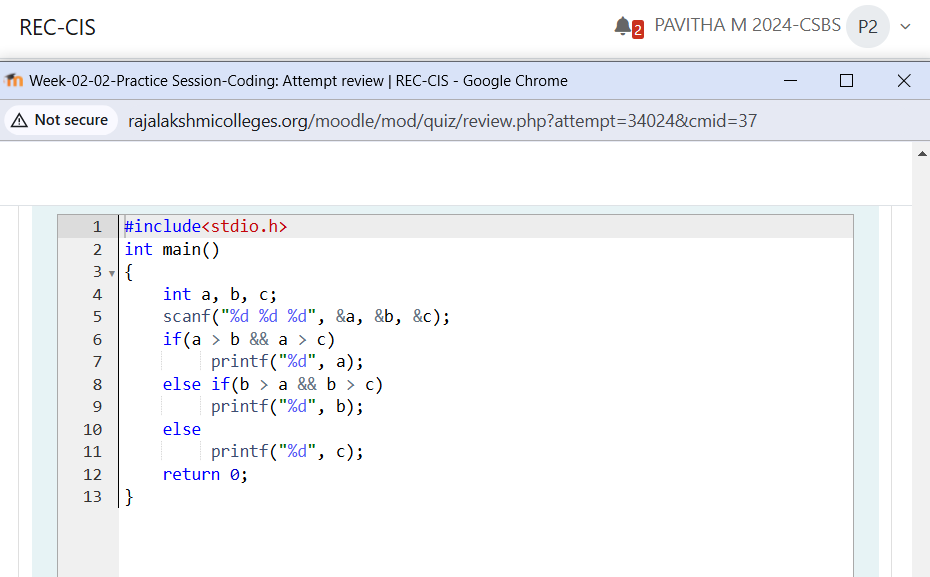 REC-CIS
2 PAVITHA M 2024-CSBS P2
Week-02-02-Practice Session-Coding: Attempt review | REC-CIS - Google Chrome
Not secure rajalakshmicolleges.org/moodle/mod/quiz/review.php?attempt=34024&cmid=37
1 #include<stdio.h>
2 int main()
3 {
4 int a, b, c;
5 scanf("%d %d %d", &a, &b, &c);
6 if(a > b && a > c)
7 printf("%d", a);
8 else if(b > a && b > c)
9 printf("%d", b);
10 else
11 printf("%d", c);
12 return 0;
13 }